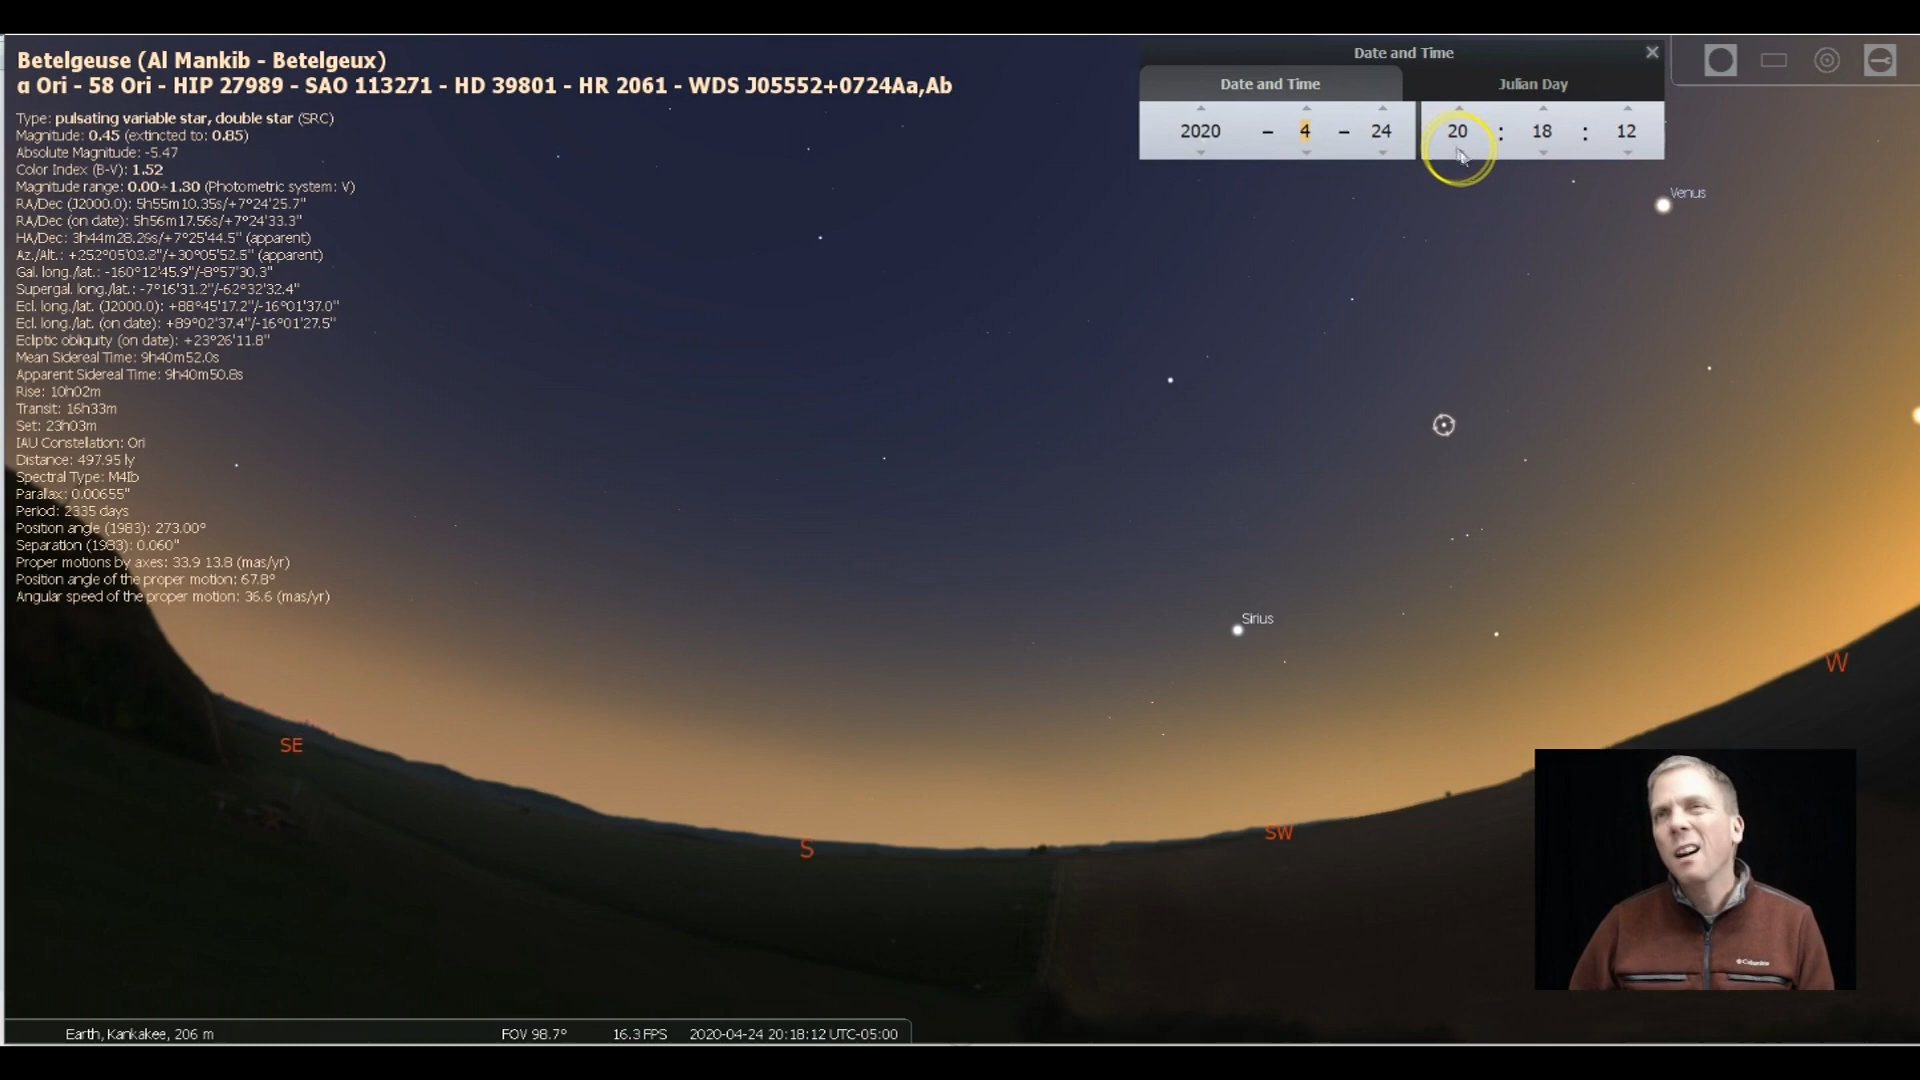 Betelgeuse (Al Mankib - Betelgeux)
α Ori - 58 Ori - HIP 27989 - SAO 113271 - HD 39801 - HR 2061 - WDS J05552+0724Aa,Ab
Type: pulsating variable star, double star (SRC)
Magnitude: 0.45 (extincted to: 0.85)
Absolute Magnitude: -5.47
Color Index (B-V): 1.52
Magnitude range: 0.00÷1.30 (Photometric system: V)
RA/Dec (J2000.0): 5h55m10.35s/+7°24'25.7"
RA/Dec (on date): 5h56m17.56s/+7°24'33.3"
HA/Dec: 3h44m28.29s/+7°25'44.5" (apparent)
Az./Alt.: +252°05'03.3"/+30°05'52.5" (apparent)
Gal. long./lat.: -160°12'45.9"/-8°57'30.3"
Supergal. long./lat.: -7°16'31.2"/-62°32'32.4"
Ecl. long./lat. (J2000.0): +88°45'17.2"/-16°01'37.0"
Ecl. long./lat. (on date): +89°02'37.4"/-16°01'27.5"
Ecliptic obliquity (on date): +23°26'11.8"
Mean Sidereal Time: 9h40m52.0s
Apparent Sidereal Time: 9h40m50.8s
Rise: 10h02m
Transit: 16h33m
Set: 23h03m
IAU Constellation: Ori
Distance: 497.95 ly
Spectral Type: M4Ib
Parallax: 0.00655"
Period: 2335 days
Position angle (1983): 273.00°
Separation (1983): 0.060"
Proper motions by axes: 33.9 13.8 (mas/yr)
Position angle of the proper motion: 67.8°
Angular speed of the proper motion: 36.6 (mas/yr)
Date and Time
Date and Time
Julian Day
2020 - 4 - 24 20 : 18 : 12
Venus
Sirius
W
SE
S
SW
Columbia
Earth, Kankakee, 206 m
FOV 98.7°
16.3 FPS
2020-04-24 20:18:12 UTC-05:00